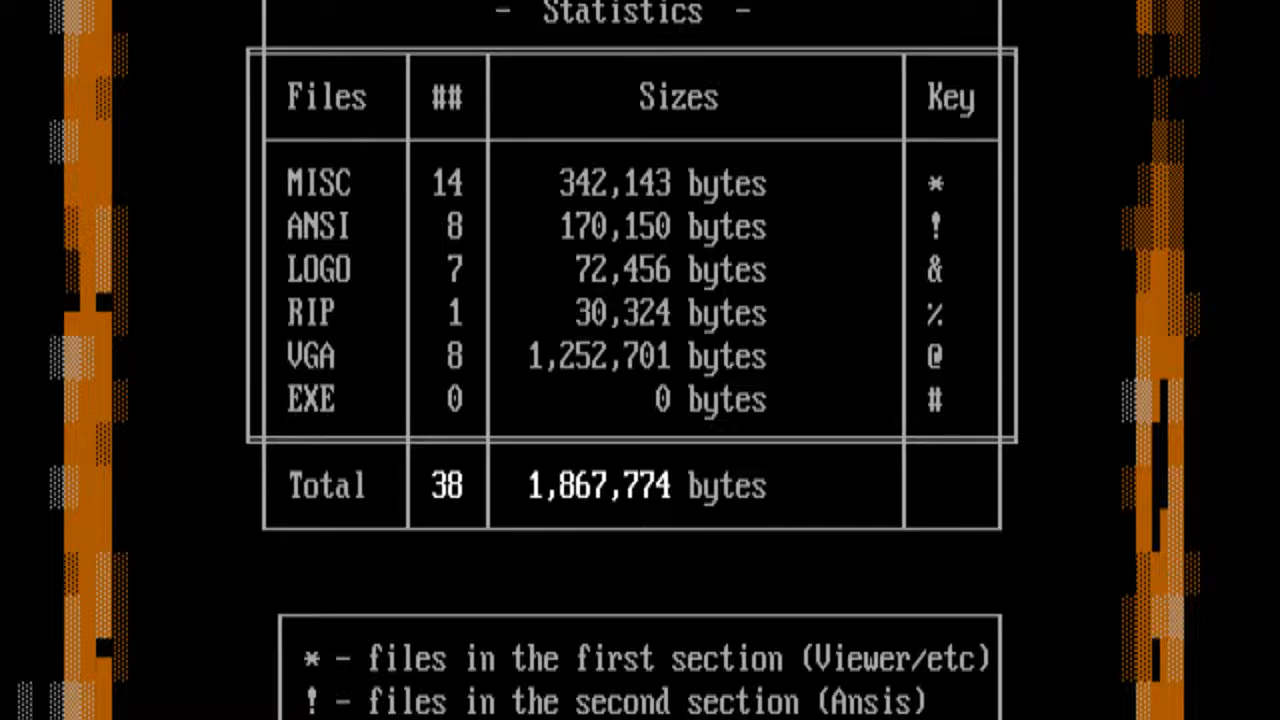 - Statistics -
Files ## Sizes Key
MISC 14 342,143 bytes *
ANSI 8 170,150 bytes !
LOGO 7 72,456 bytes &
RIP 1 30,324 bytes %
VGA 8 1,252,701 bytes @
EXE 0 0 bytes #
Total 38 1,867,774 bytes
* - files in the first section (Viewer/etc)
! - files in the second section (Ansis)